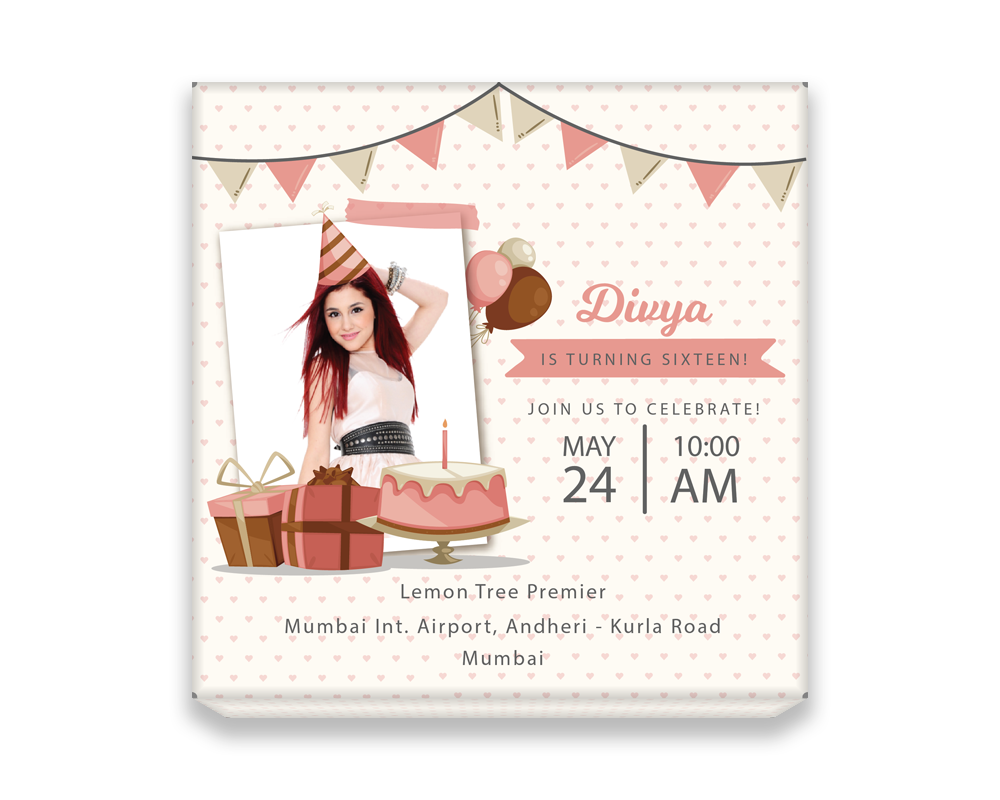 Divya
IS TURNING SIXTEEN!
JOIN US TO CELEBRATE!
MAY 10:00
24 AM
Lemon Tree Premier
Mumbai Int. Airport, Andheri - Kurla Road
Mumbai